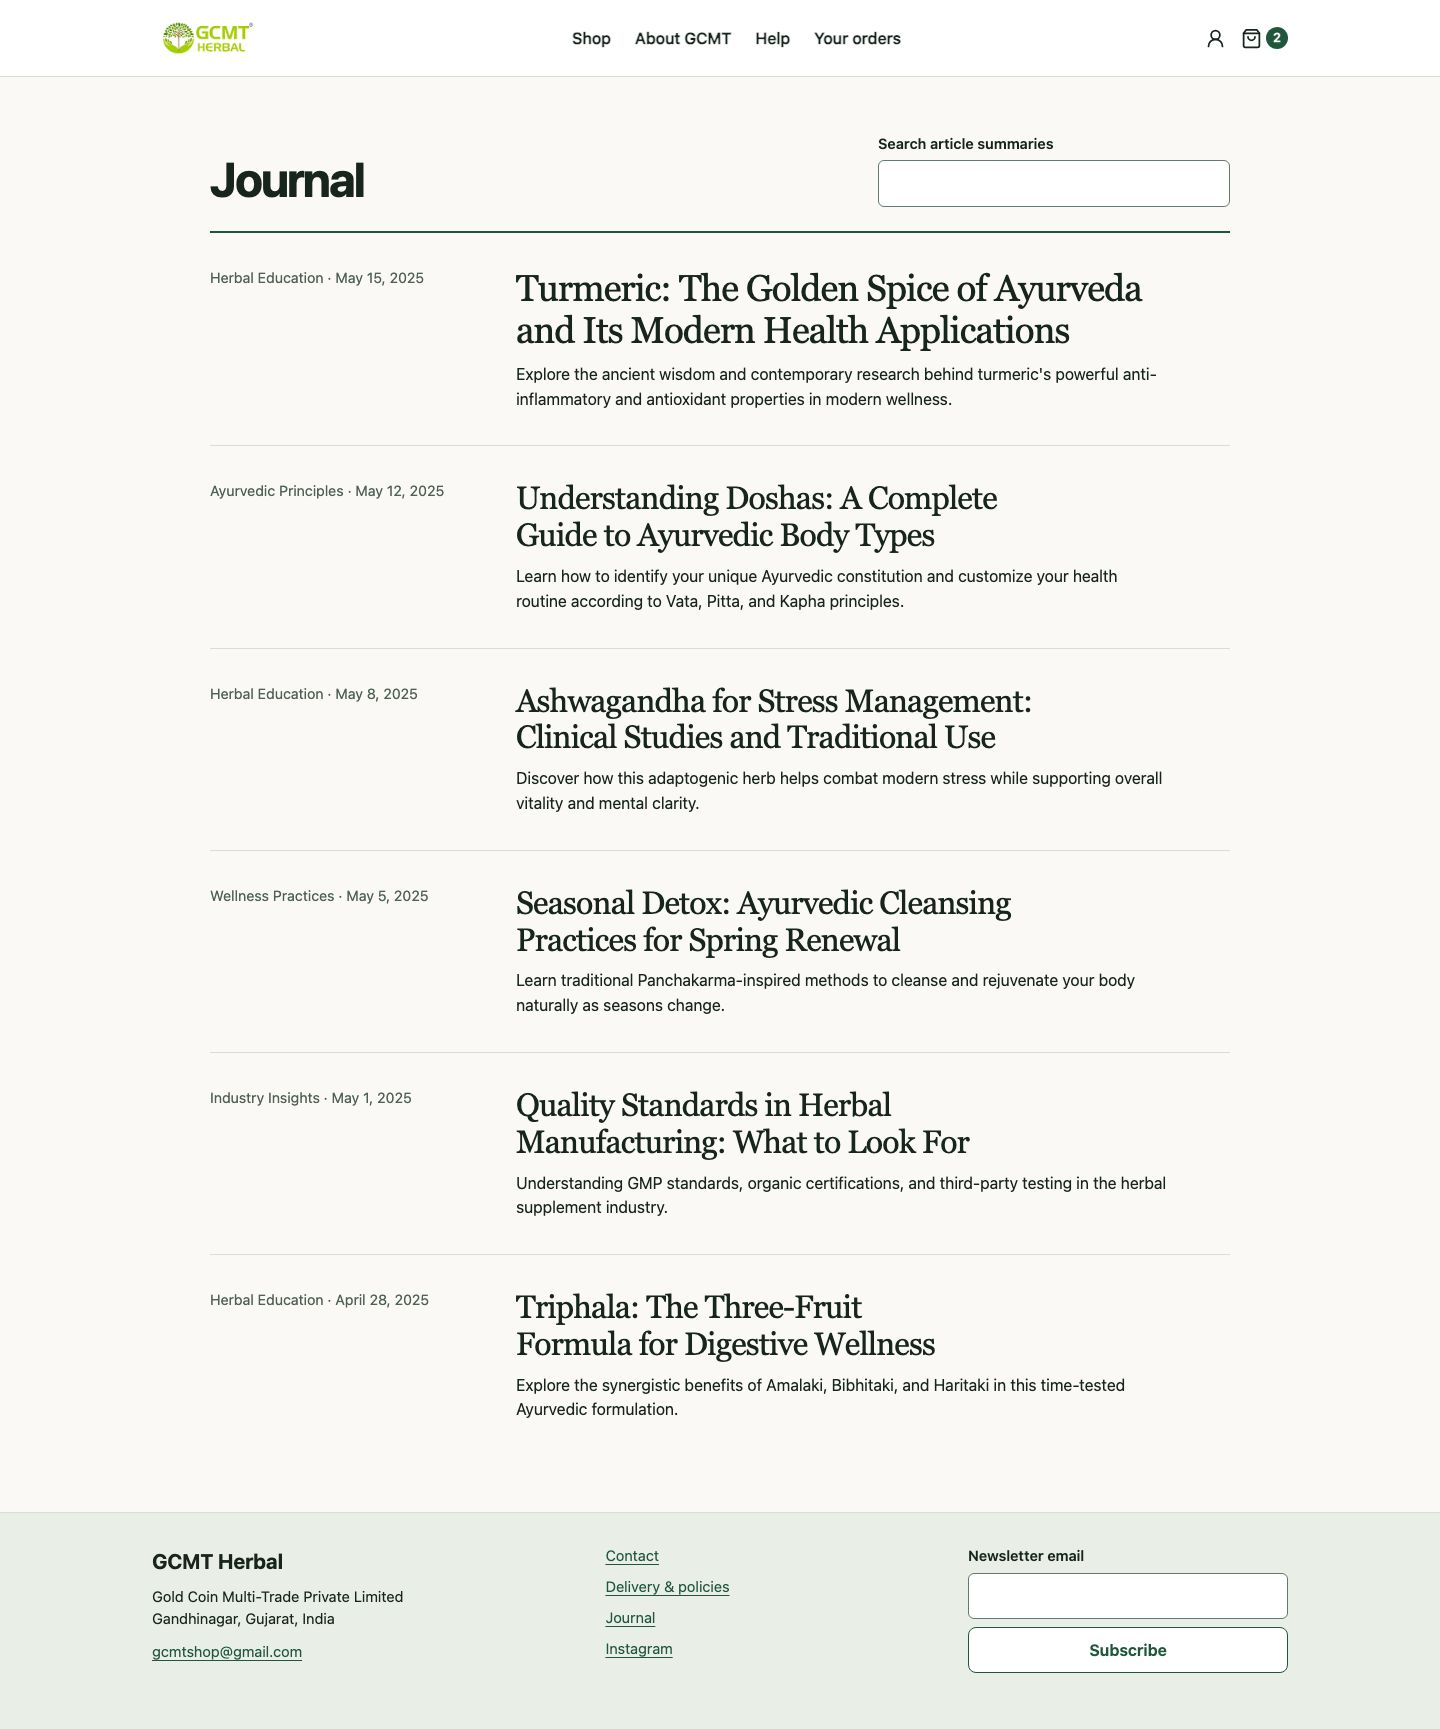 GCMT®
HERBAL
Shop
About GCMT
Help
Your orders
2
Journal
Search article summaries
Herbal Education · May 15, 2025
Turmeric: The Golden Spice of Ayurveda
and Its Modern Health Applications
Explore the ancient wisdom and contemporary research behind turmeric's powerful anti-
inflammatory and antioxidant properties in modern wellness.
Ayurvedic Principles · May 12, 2025
Understanding Doshas: A Complete
Guide to Ayurvedic Body Types
Learn how to identify your unique Ayurvedic constitution and customize your health
routine according to Vata, Pitta, and Kapha principles.
Herbal Education · May 8, 2025
Ashwagandha for Stress Management:
Clinical Studies and Traditional Use
Discover how this adaptogenic herb helps combat modern stress while supporting overall
vitality and mental clarity.
Wellness Practices · May 5, 2025
Seasonal Detox: Ayurvedic Cleansing
Practices for Spring Renewal
Learn traditional Panchakarma-inspired methods to cleanse and rejuvenate your body
naturally as seasons change.
Industry Insights · May 1, 2025
Quality Standards in Herbal
Manufacturing: What to Look For
Understanding GMP standards, organic certifications, and third-party testing in the herbal
supplement industry.
Herbal Education · April 28, 2025
Triphala: The Three-Fruit
Formula for Digestive Wellness
Explore the synergistic benefits of Amalaki, Bibhitaki, and Haritaki in this time-tested
Ayurvedic formulation.
GCMT Herbal
Gold Coin Multi-Trade Private Limited
Gandhinagar, Gujarat, India
gcmtshop@gmail.com
Contact
Delivery & policies
Journal
Instagram
Newsletter email
Subscribe